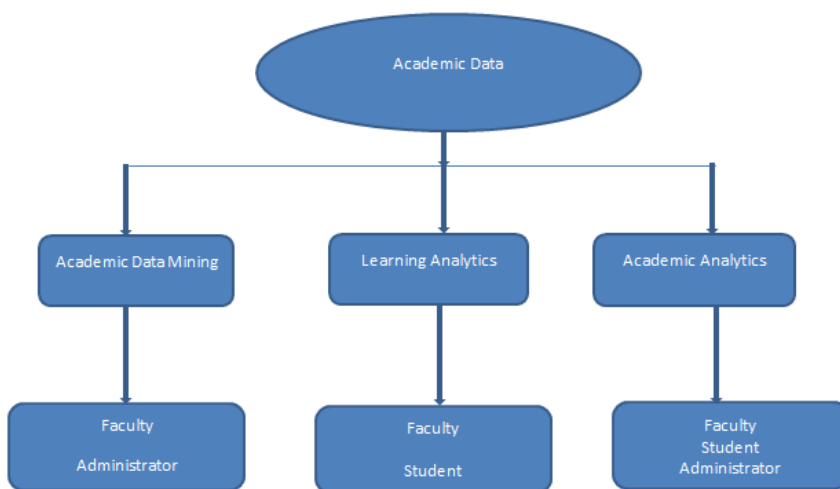 Academic Data
Academic Data Mining
Learning Analytics
Academic Analytics
Faculty
Administrator
Faculty
Student
Faculty
Student
Administrator